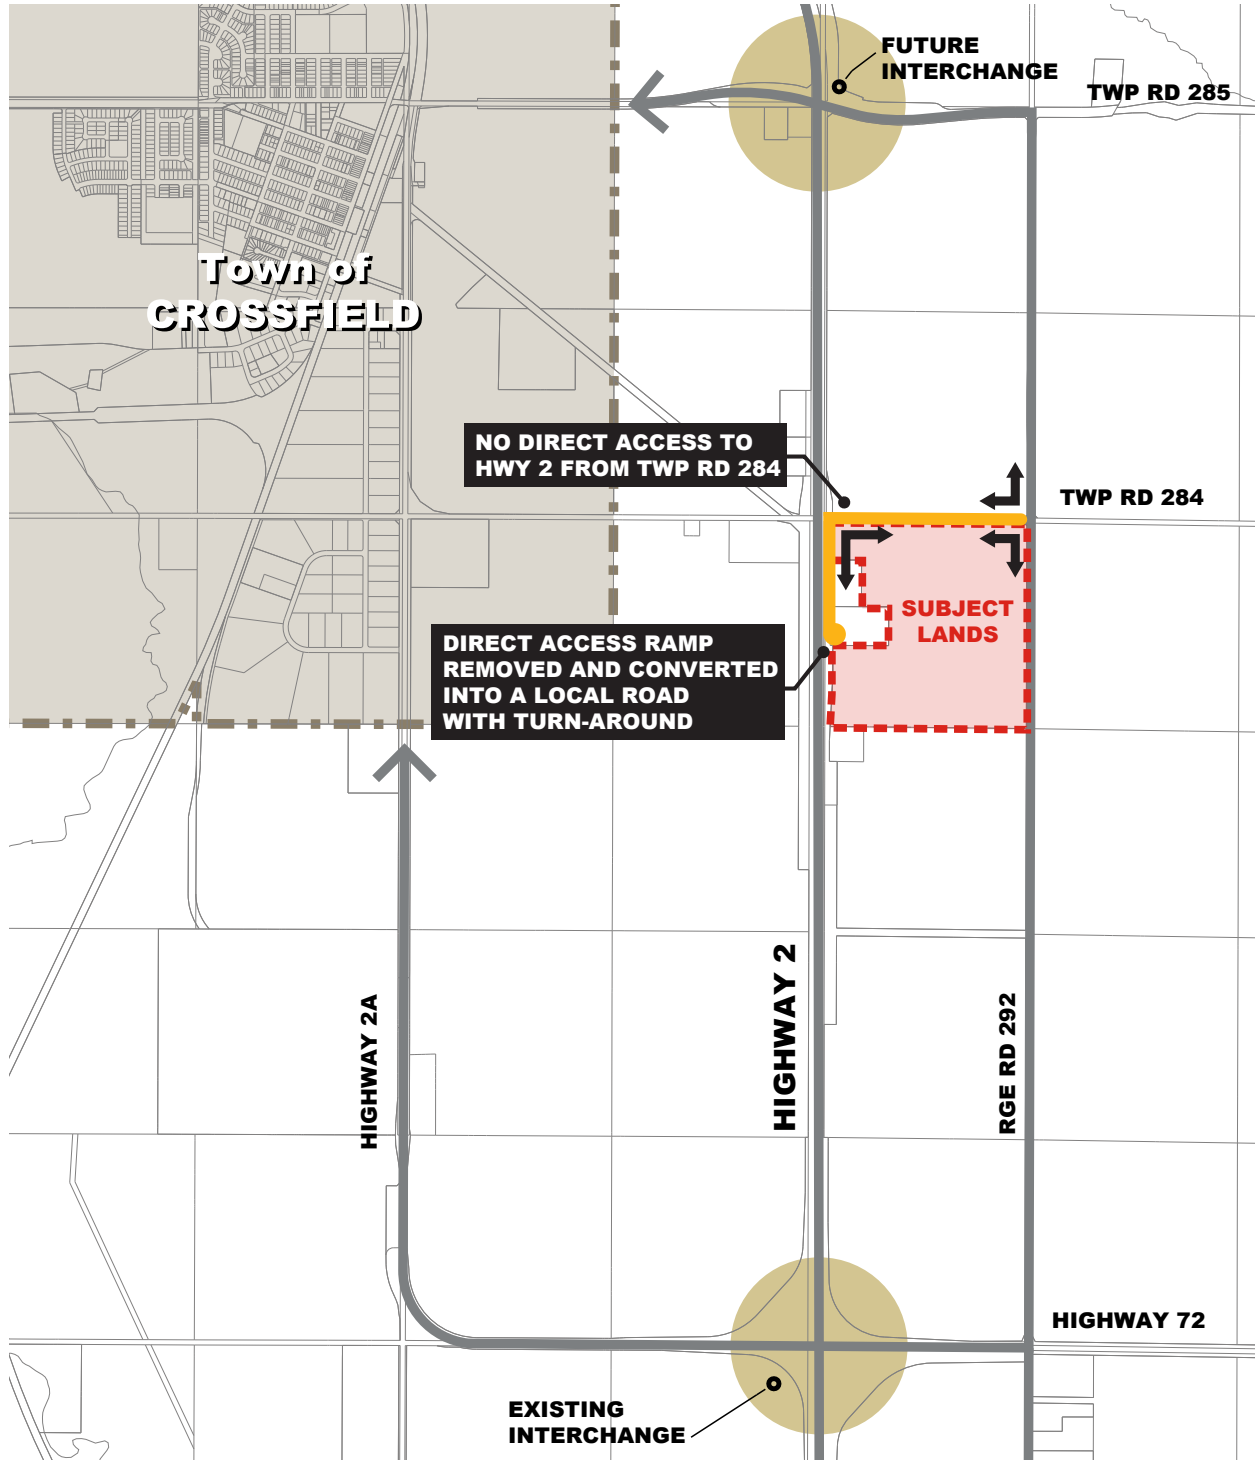 FUTURE
INTERCHANGE
TWP RD 285
Town of
CROSSFIELD
NO DIRECT ACCESS TO
HWY 2 FROM TWP RD 284
TWP RD 284
SUBJECT
LANDS
DIRECT ACCESS RAMP
REMOVED AND CONVERTED
INTO A LOCAL ROAD
WITH TURN-AROUND
HIGHWAY 2A
HIGHWAY 2
RGE RD 292
HIGHWAY 72
EXISTING
INTERCHANGE